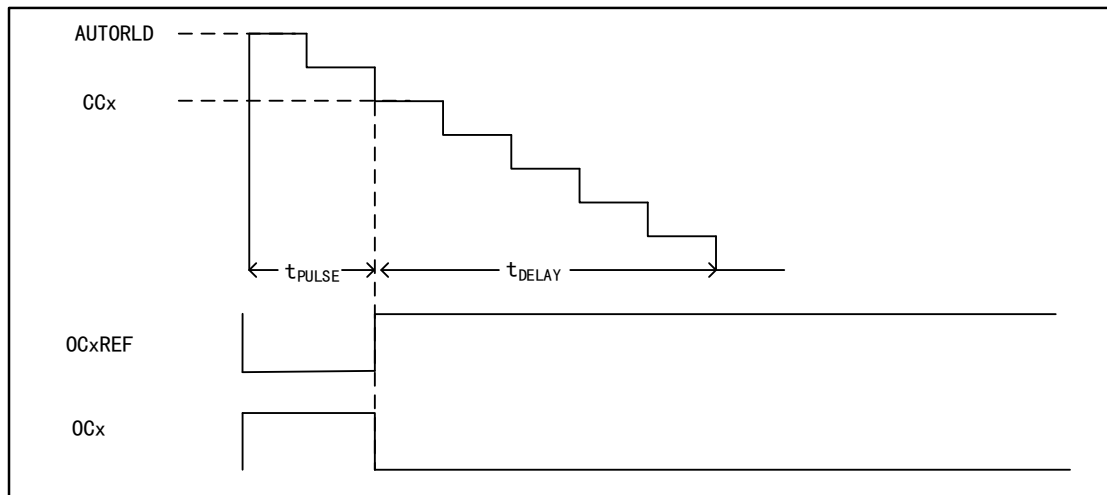 AUTORLD
CCx
tPULSE
tDELAY
OCxREF
OCx